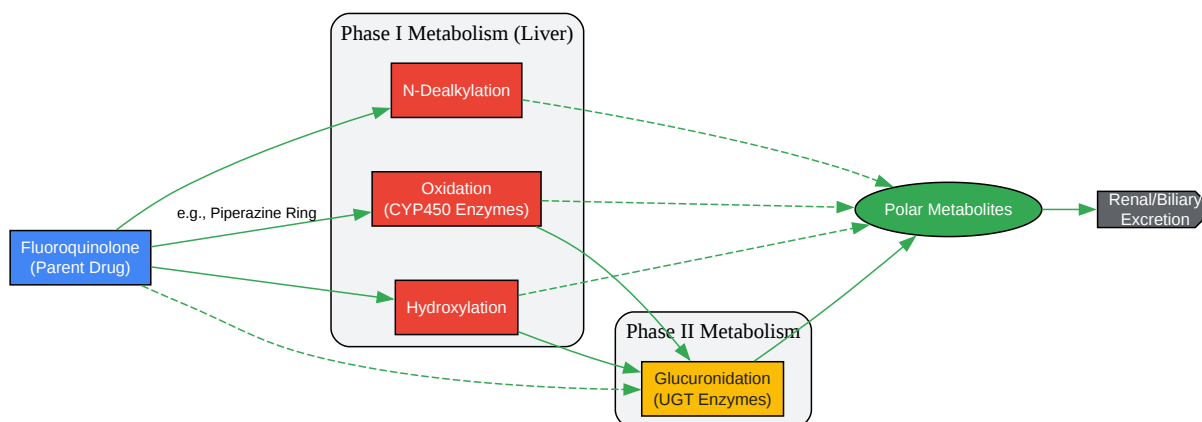 Phase I Metabolism (Liver)
N-Dealkylation
Oxidation
(CYP450 Enzymes)
e.g., Piperazine Ring
Fluoroquinolone
(Parent Drug)
Hydroxylation
Phase II Metabolism
Glucuronidation
(UGT Enzymes)
Polar Metabolites
Renal/Biliary
Excretion